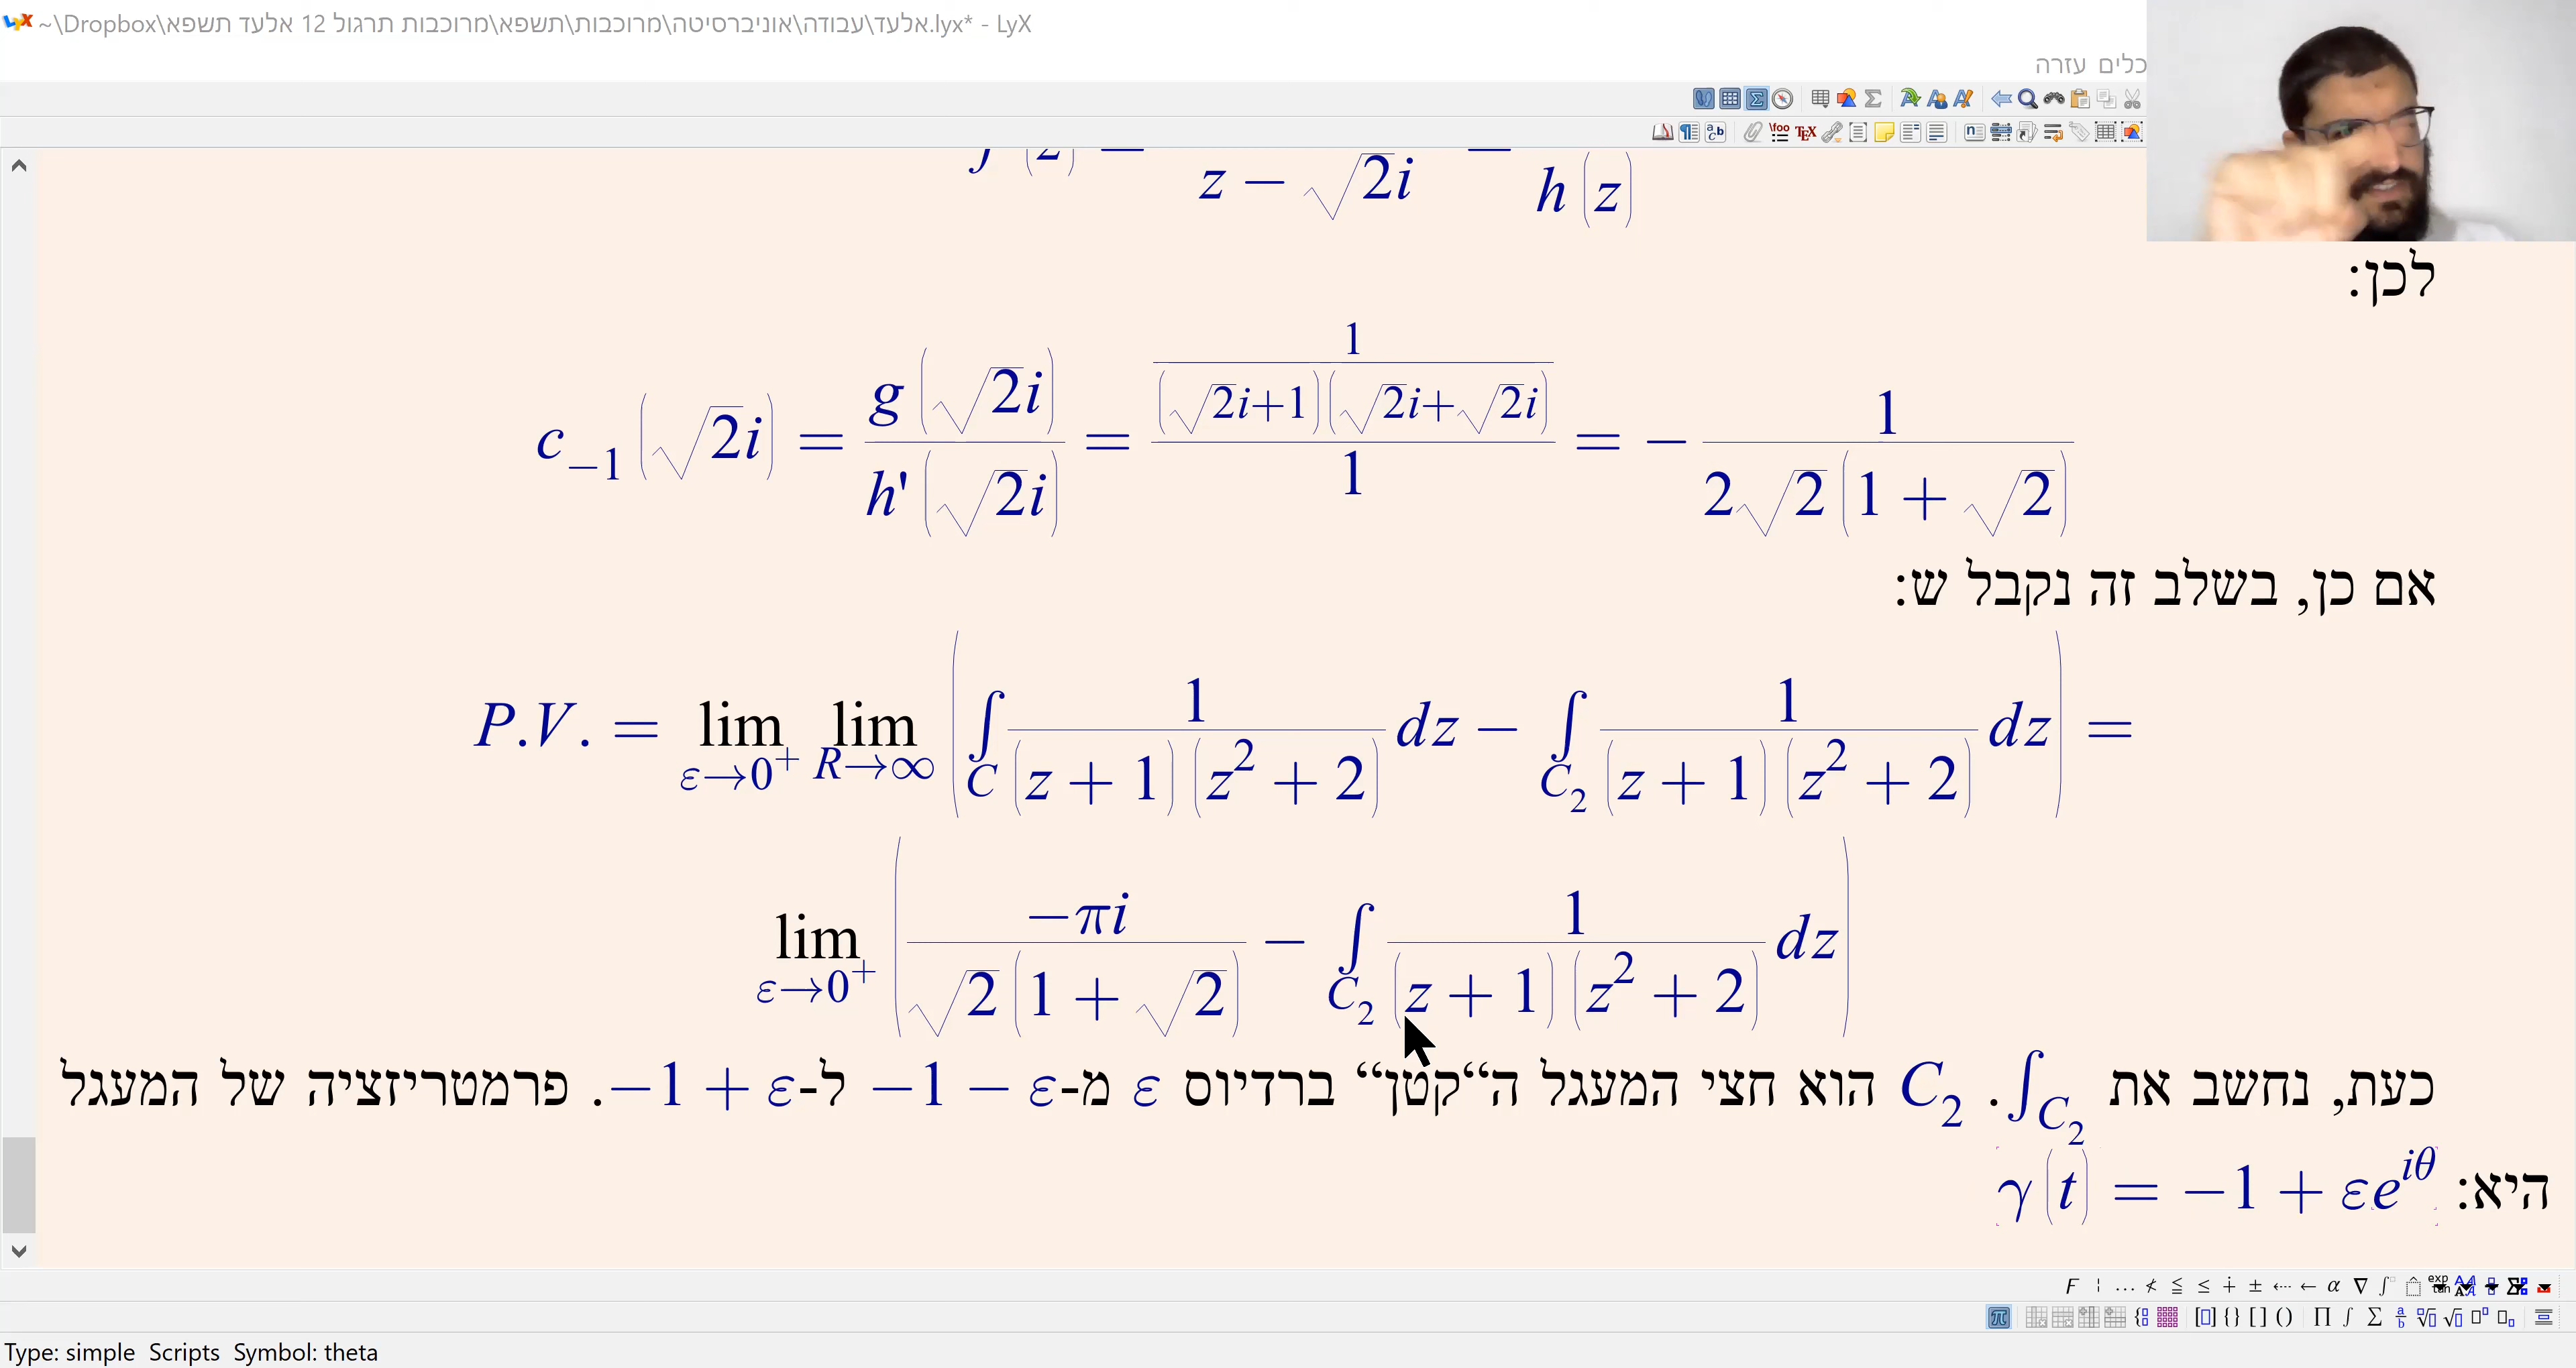 ~\Dropbox\אלעד\עבודה\אוניברסיטה\מרוכבות\תשפא\מרוכבות תרגול 12 אלעד תשפא.lyx* - LyX
כלים עזרה
z − √2i = h(z)
לכן:
c₋₁(√2i) = g(√2i) / h'(√2i) = (1 / ((√2i+1)(√2i+√2i))) / 1 = − 1 / (2√2(1 + √2))
אם כן, בשלב זה נקבל ש:
P.V. = lim ε→0⁺ lim R→∞ ( ∫C 1 / ((z + 1)(z² + 2)) dz − ∫C₂ 1 / ((z + 1)(z² + 2)) dz ) =
lim ε→0⁺ ( −πi / (√2(1 + √2)) − ∫C₂ 1 / ((z + 1)(z² + 2)) dz )
כעת, נחשב את ∫C₂. C₂ הוא חצי המעגל ה“קטן“ ברדיוס ε מ-−1 − ε ל-−1 + ε. פרמטריזציה של המעגל
היא: γ(t) = −1 + εe^{iθ}
Type: simple Scripts Symbol: theta